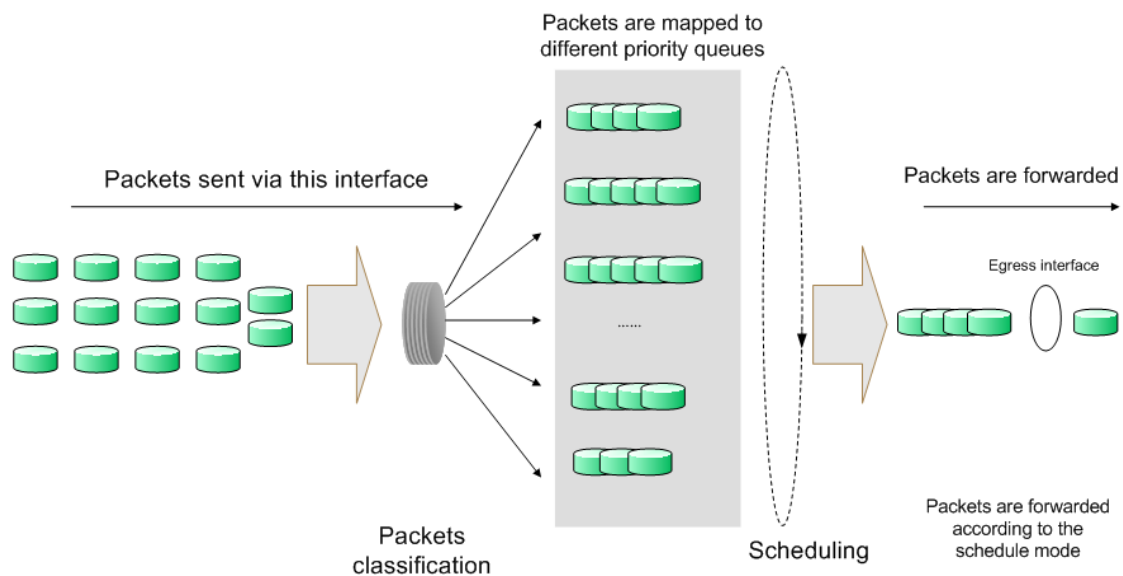 Packets are mapped to
different priority queues
Packets sent via this interface
Packets are forwarded
Egress interface
......
Packets
classification
Scheduling
Packets are forwarded
according to the
schedule mode